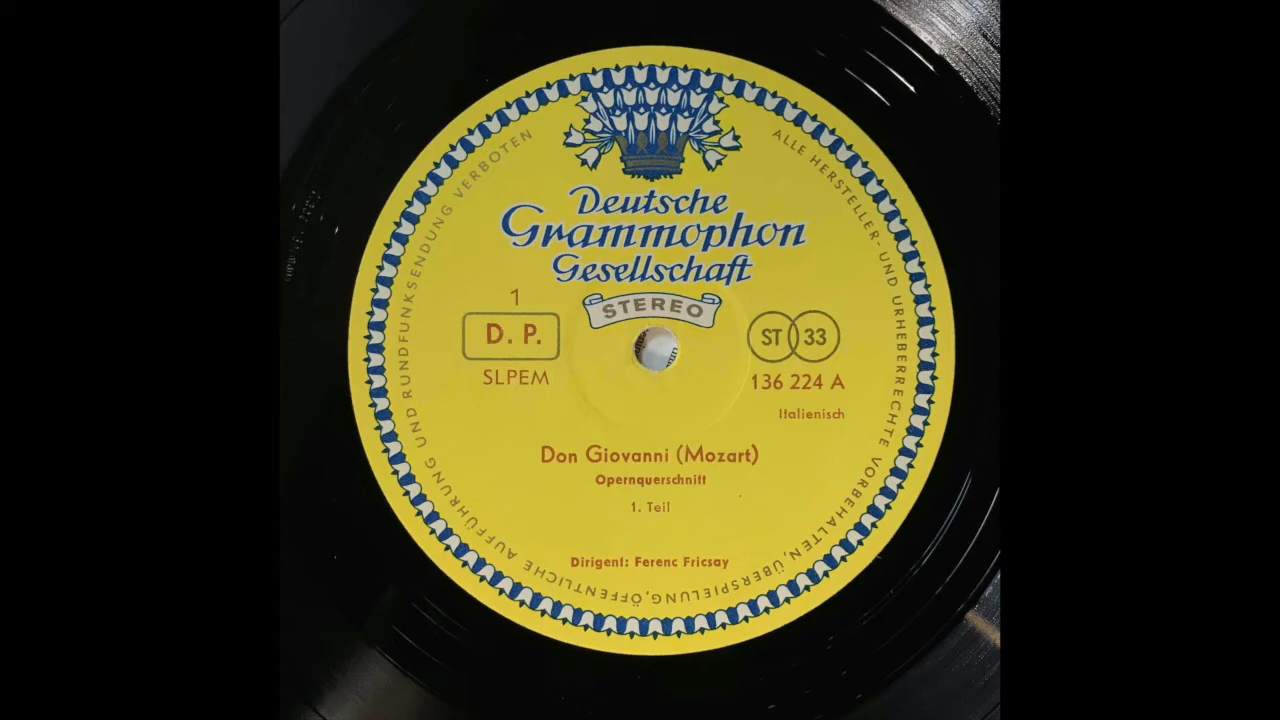 Deutsche
Grammophon
Gesellschaft
STEREO
1
D. P.
SLPEM
ST 33
136 224 A
Italienisch
Don Giovanni (Mozart)
Opernquerschnitt
1. Teil
Dirigent: Ferenc Fricsay
ALLE HERSTELLER- UND URHEBERRECHTE VORBEHALTEN, ÜBERSPIELUNG, ÖFFENTLICHE AUFFÜHRUNG UND RUNDFUNKSENDUNG VERBOTEN